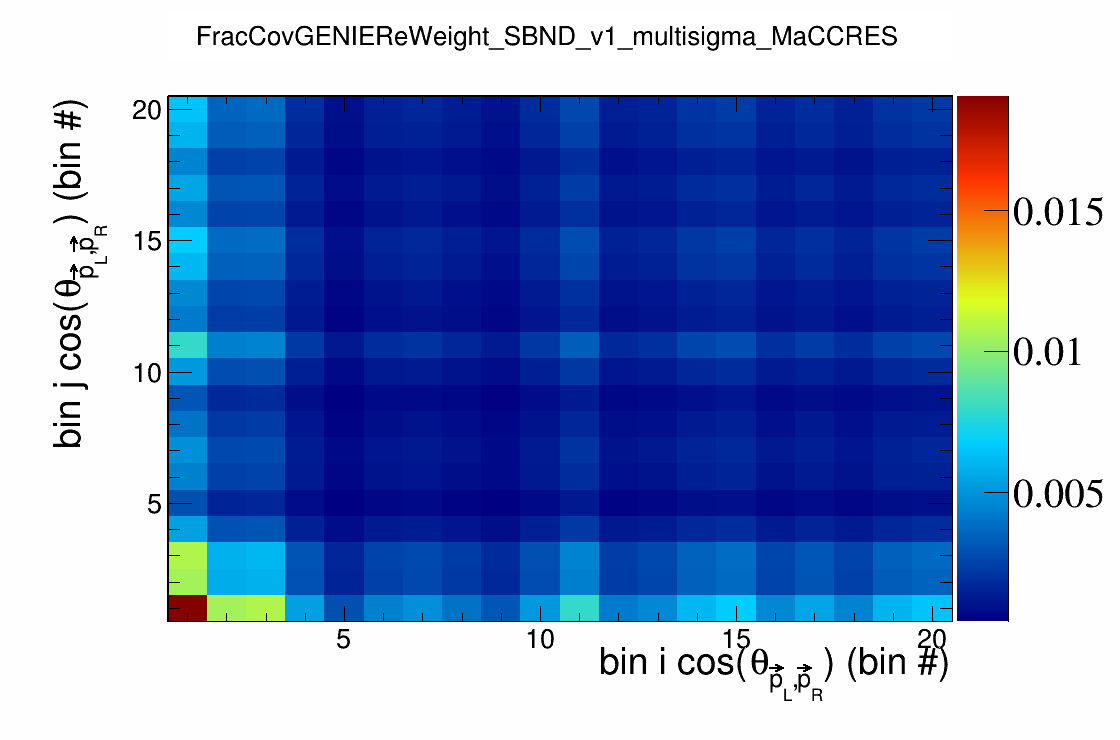 FracCovGENIEReWeight_SBND_v1_multisigma_MaCCRES
bin j cos(θp⃗L,p⃗R) (bin #)
20
15
10
5
5 10 15 20
bin i cos(θp⃗L,p⃗R) (bin #)
0.015
0.01
0.005